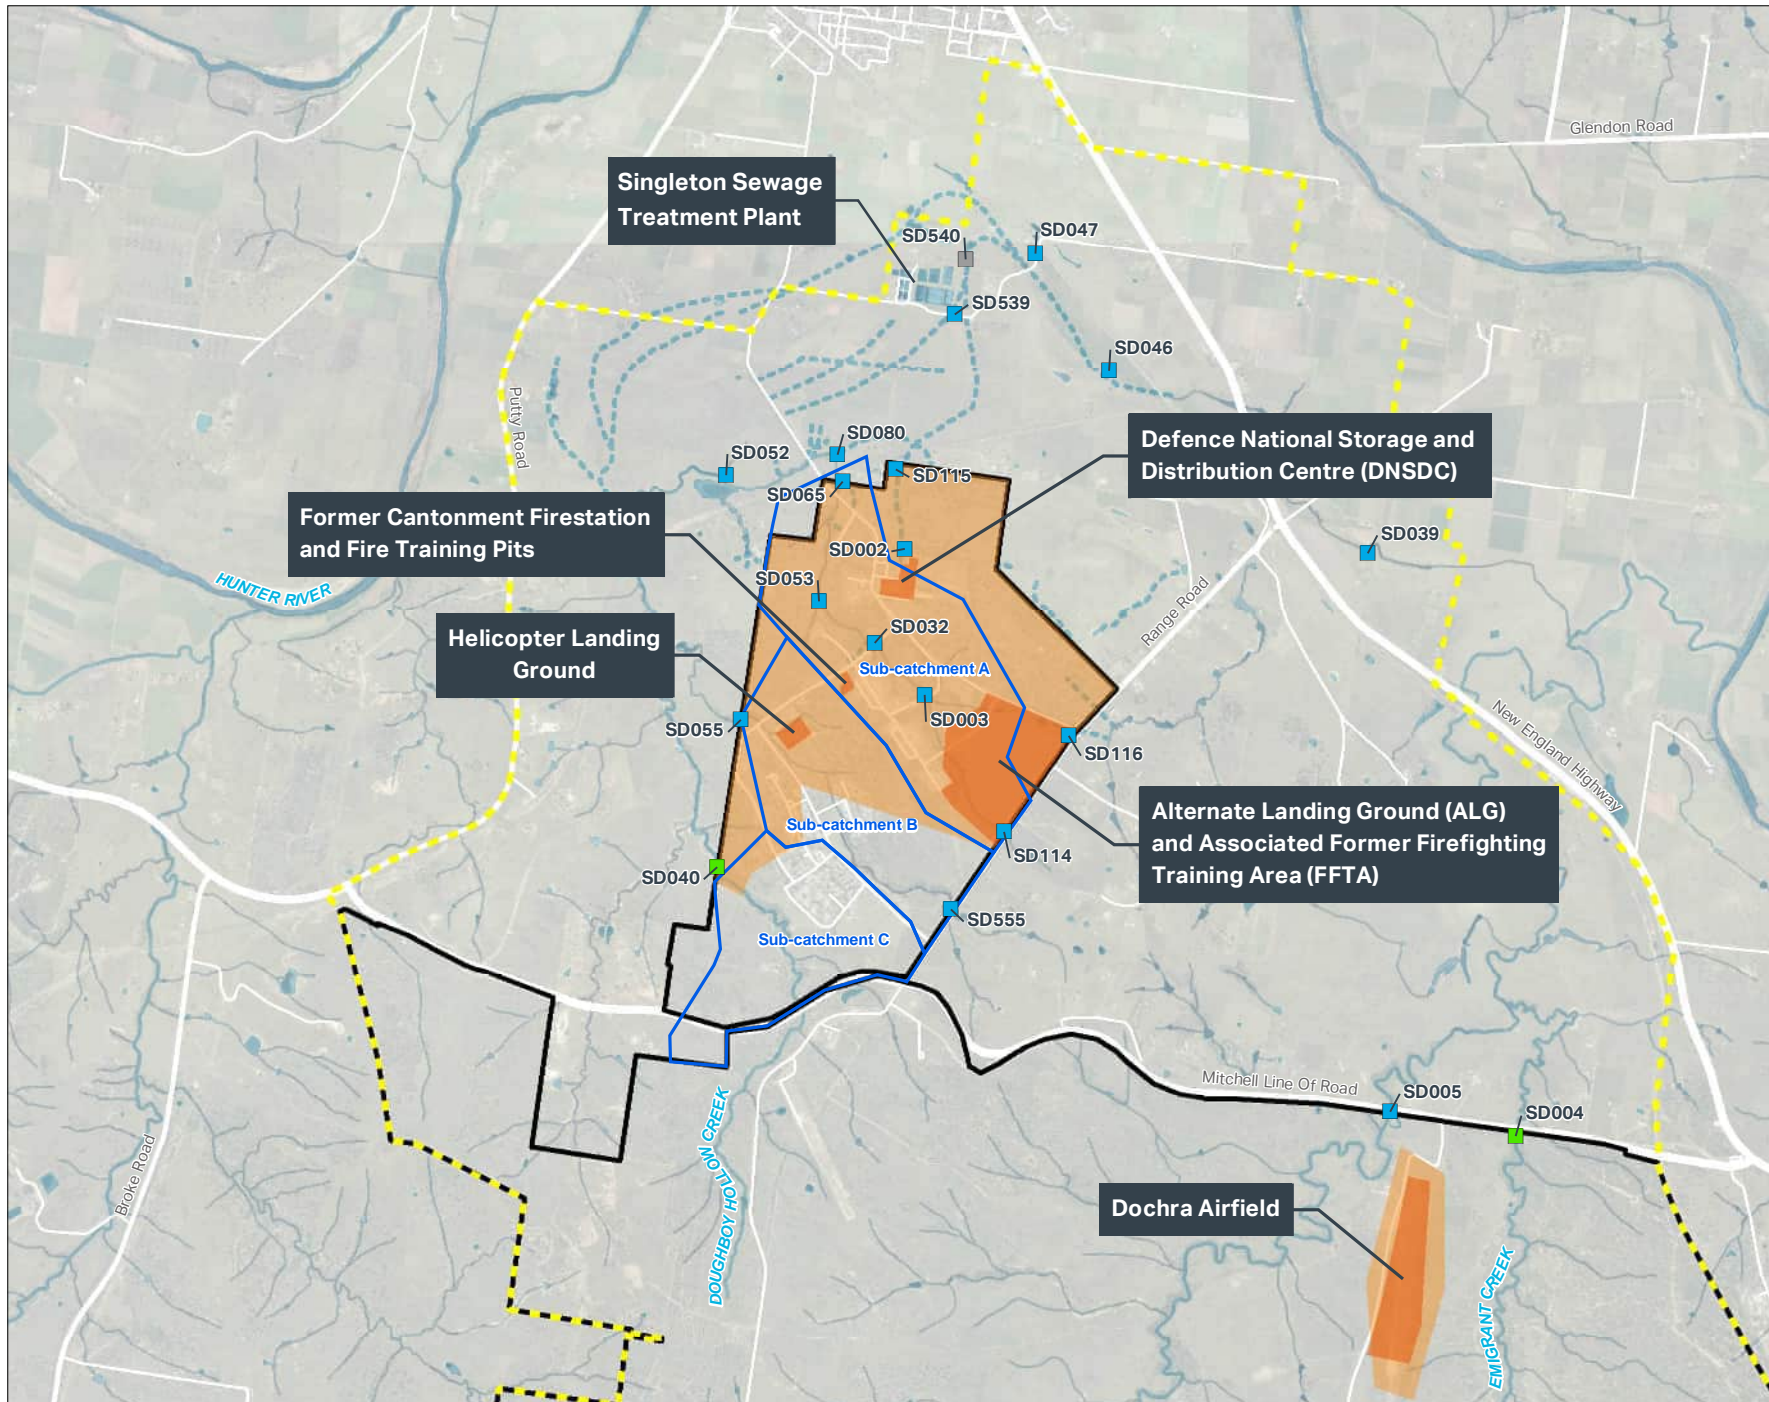 Glendon Road
Singleton Sewage
Treatment Plant
SD540
SD047
SD539
SD046
Putty Road
SD080
SD052
SD115
SD065
Defence National Storage and
Distribution Centre (DNSDC)
Former Cantonment Firestation
and Fire Training Pits
SD002
SD039
SD053
HUNTER RIVER
Range Road
Helicopter Landing
Ground
SD032
Sub-catchment A
SD003
SD055
SD116
New England Highway
Alternate Landing Ground (ALG)
and Associated Former Firefighting
Training Area (FFTA)
Sub-catchment B
SD114
SD040
SD555
Sub-catchment C
Mitchell Line Of Road
SD005
SD004
DOUGHBOY HOLLOW CREEK
Broke Road
Dochra Airfield
EMIGRANT CREEK